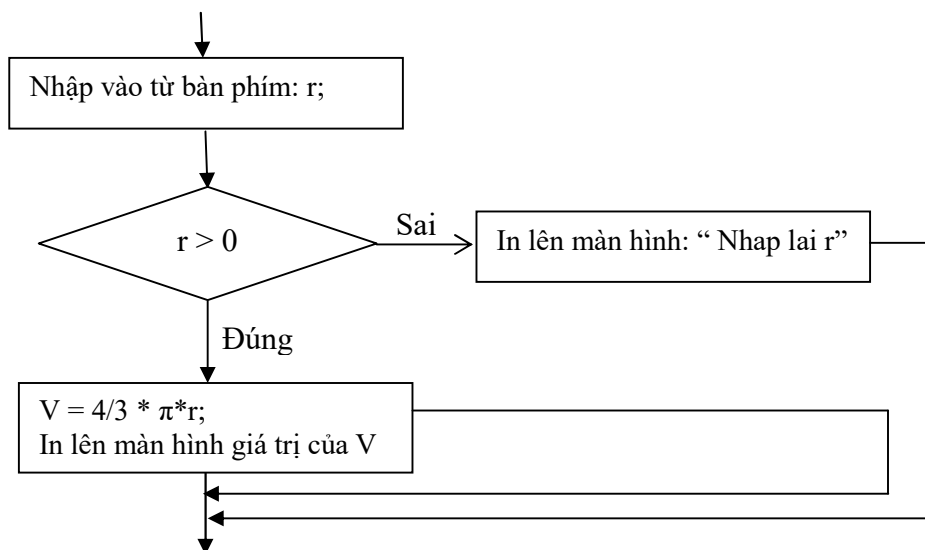 Nhập vào từ bàn phím: r;
r > 0
Sai
In lên màn hình: “ Nhap lai r”
Đúng
V = 4/3 * π*r;
In lên màn hình giá trị của V